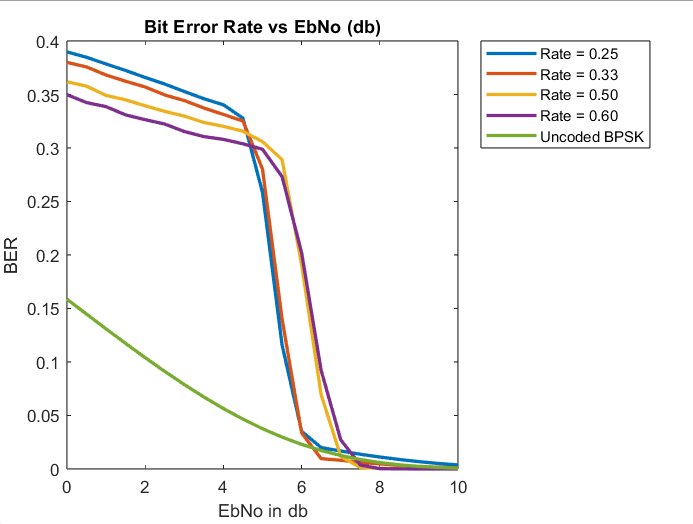 Bit Error Rate vs EbNo (db)
0.4
0.35
0.3
0.25
0.2
0.15
0.1
0.05
0
BER
0 2 4 6 8 10
EbNo in db
Rate = 0.25
Rate = 0.33
Rate = 0.50
Rate = 0.60
Uncoded BPSK